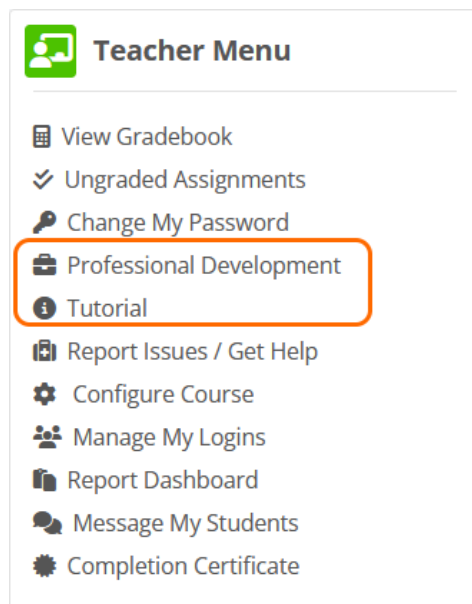 Teacher Menu
View Gradebook
Ungraded Assignments
Change My Password
Professional Development
Tutorial
Report Issues / Get Help
Configure Course
Manage My Logins
Report Dashboard
Message My Students
Completion Certificate